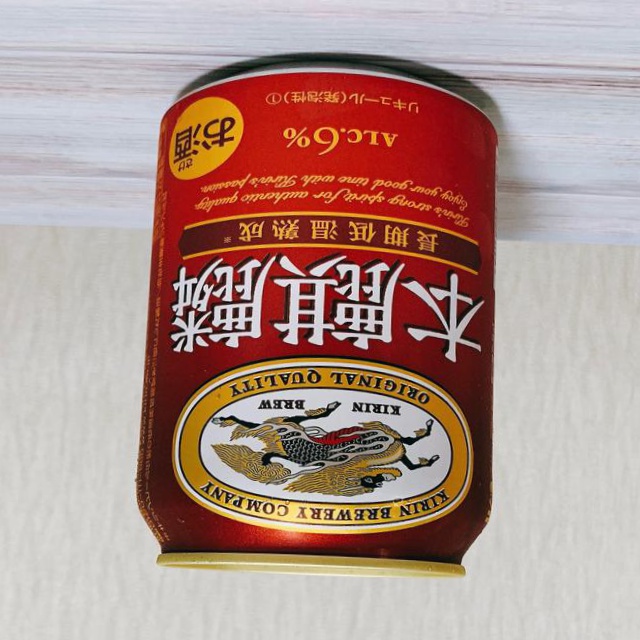 KIRIN BREWERY COMPANY
KIRIN BREW
ORIGINAL QUALITY
本麒麟
長期低温熟成※
Kirin's strong spirit for authentic quality.
Enjoy your good time with Kirin's passion.
ALC.6%
お酒
さけ
リキュール(発泡性)①